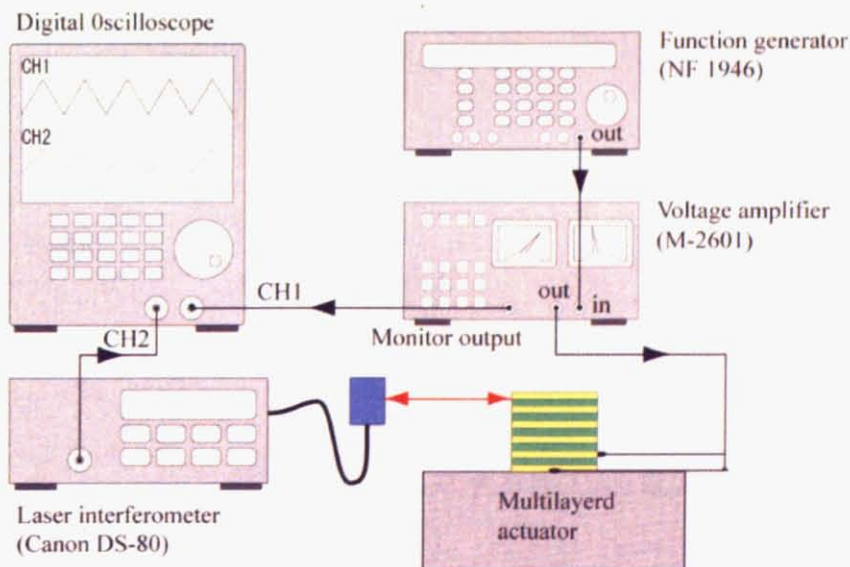 Digital 0scilloscope
CH1
CH2
Function generator
(NF 1946)
out
Voltage amplifier
(M-2601)
out
in
CH1
Monitor output
CH2
Multilayerd
actuator
Laser interferometer
(Canon DS-80)